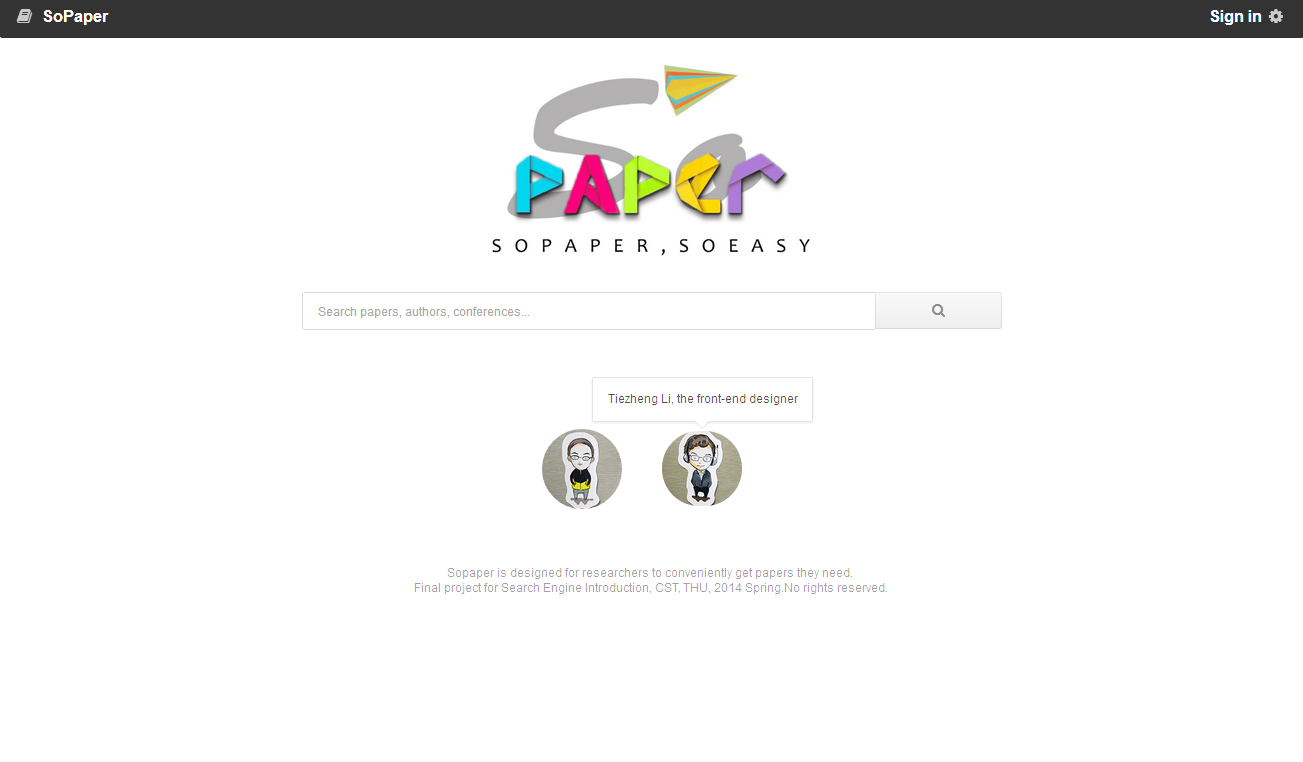 SoPaper
Sign in
So
PAPer
SOPAPER,SOEASY
Search papers, authors, conferences...
Tiezheng Li, the front-end designer
Sopaper is designed for researchers to conveniently get papers they need.
Final project for Search Engine Introduction, CST, THU, 2014 Spring.No rights reserved.